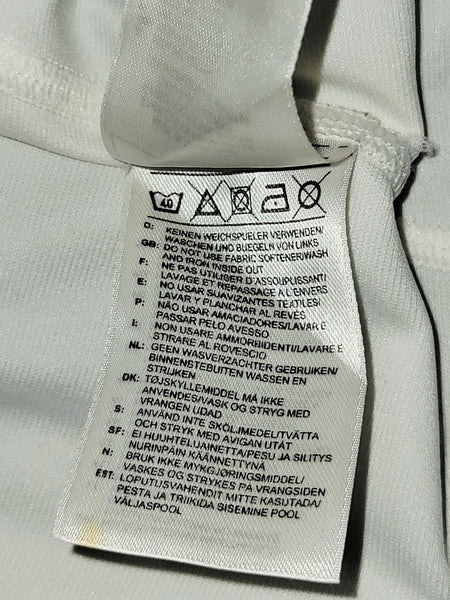 40
D: KEINEN WEICHSPUELER VERWENDEN/
WASCHEN UND BUEGELN VON LINKS
GB: DO NOT USE FABRIC SOFTENER/WASH
AND IRON INSIDE OUT
F: NE PAS UTILISER D'ASSOUPLISSANT/
LAVAGE ET REPASSAGE A L'ENVERS
E: NO USAR SUAVIZANTES TEXTILES/
LAVAR Y PLANCHAR AL REVÉS
P: NÃO USAR AMACIADORES/LAVAR E
PASSAR PELO AVESSO
I: NON USARE AMMORBIDENTI/LAVARE E
STIRARE AL ROVESCIO
NL: GEEN WASVERZACHTER GEBRUIKEN/
BINNENSTEBUITEN WASSEN EN
STRIJKEN
DK: TØJSKYLLEMIDDEL MÅ IKKE
ANVENDES/VASK OG STRYG MED
VRANGEN UDAD
S: ANVÄND INTE SKÖLJMEDEL/TVÄTTA
OCH STRYK MED AVIGAN UTÅT
SF: EI HUUHTELUAINETTA/PESU JA SILITYS
NURINPÄIN KÄÄNNETTYNÄ
N: BRUK IKKE MYKGJØRINGSMIDDEL/
VASKES OG STRYKES PÅ VRANGSIDEN
EST: LOPUTUSVAHENDIT MITTE KASUTADA/
PESTA JA TRIIKIDA SISEMINE POOL
VÄLJASPOOL